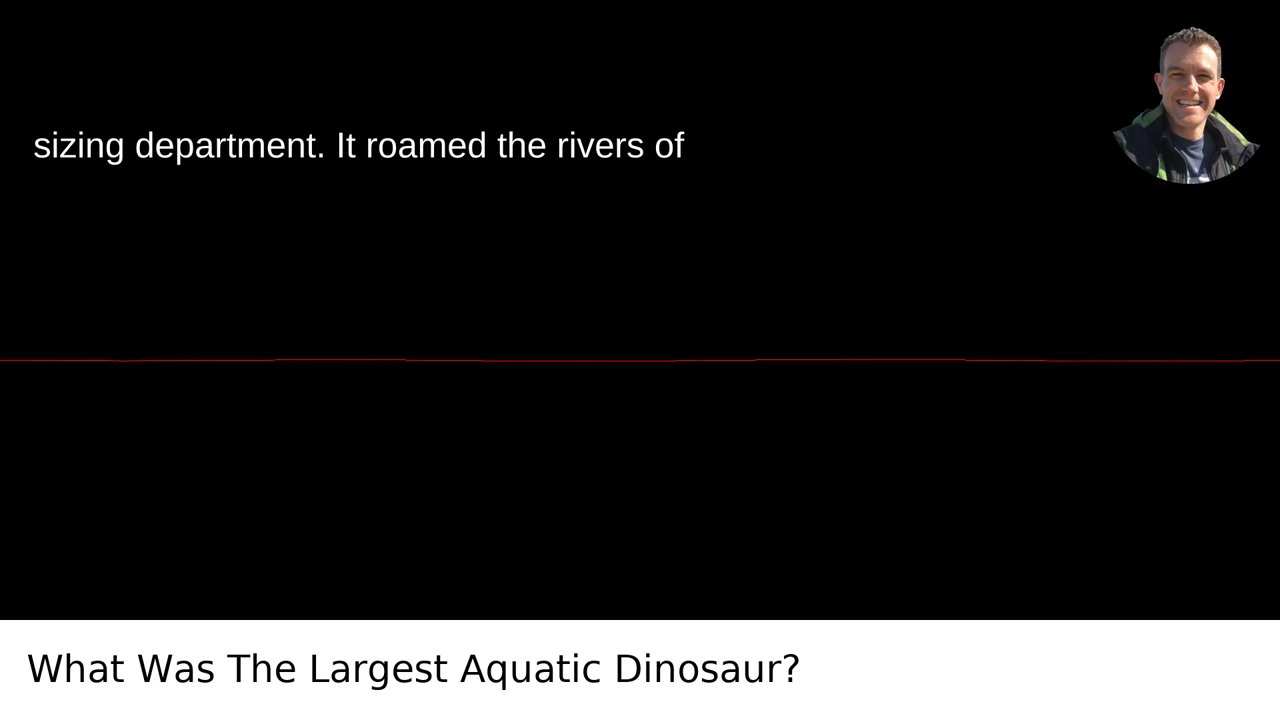 sizing department. It roamed the rivers of
What Was The Largest Aquatic Dinosaur?